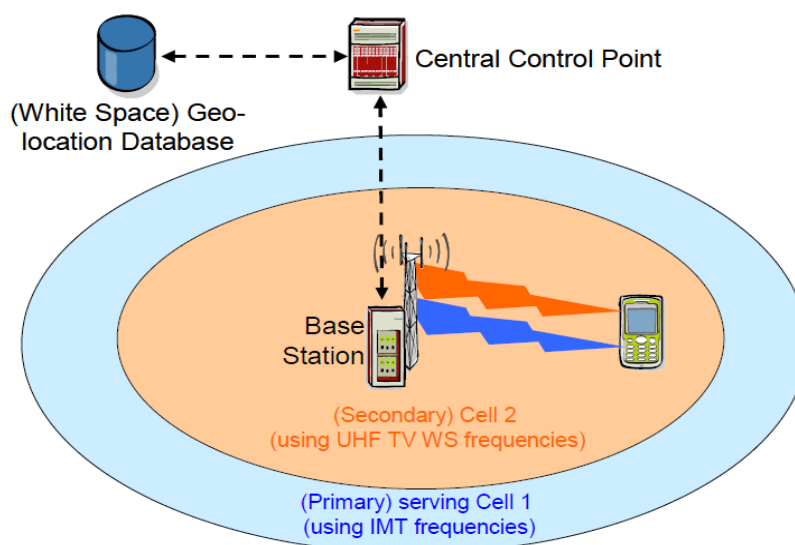 Central Control Point
(White Space) Geo-
location Database
Base
Station
(Secondary) Cell 2
(using UHF TV WS frequencies)
(Primary) serving Cell 1
(using IMT frequencies)